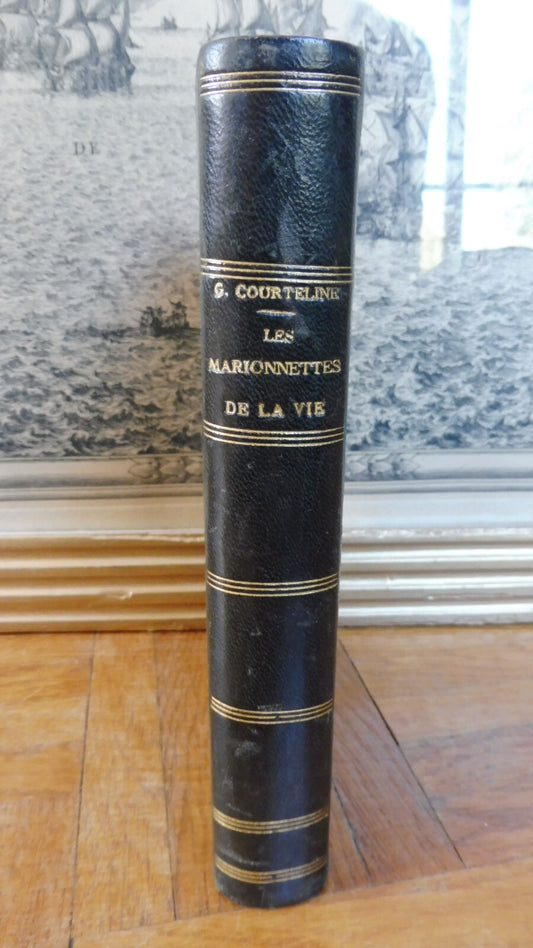 DE
G. COURTELINE
LES
MARIONNETTES
DE LA VIE